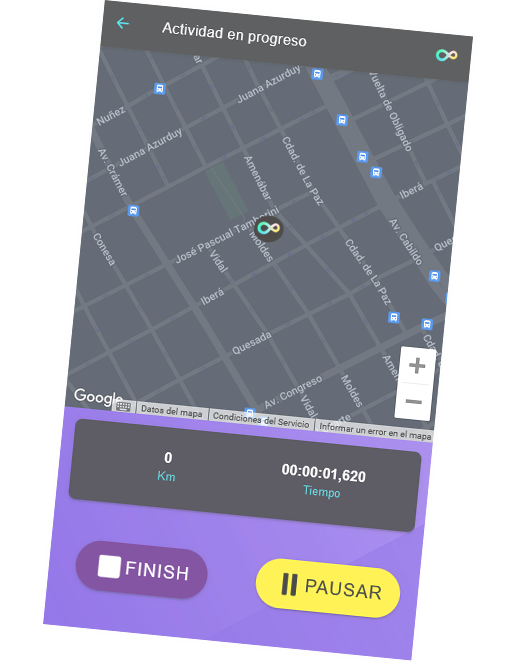 Actividad en progreso
Juana Azurduy
Nuñez
Juana Azurduy
Av. Crámer
Amenábar
Cdad. de La Paz
Vuelta de Obligado
Iberá
Av. Cabildo
Conesa
José Pascual Tamborini
Vidal
Moldes
Cdad. de La Paz
Iberá
Quesada
Av. Congreso
Moldes
Vidal
Google
Datos del mapa
Condiciones del Servicio
Informar un error en el mapa
0
00:00:01,620
Km
Tiempo
FINISH
PAUSAR